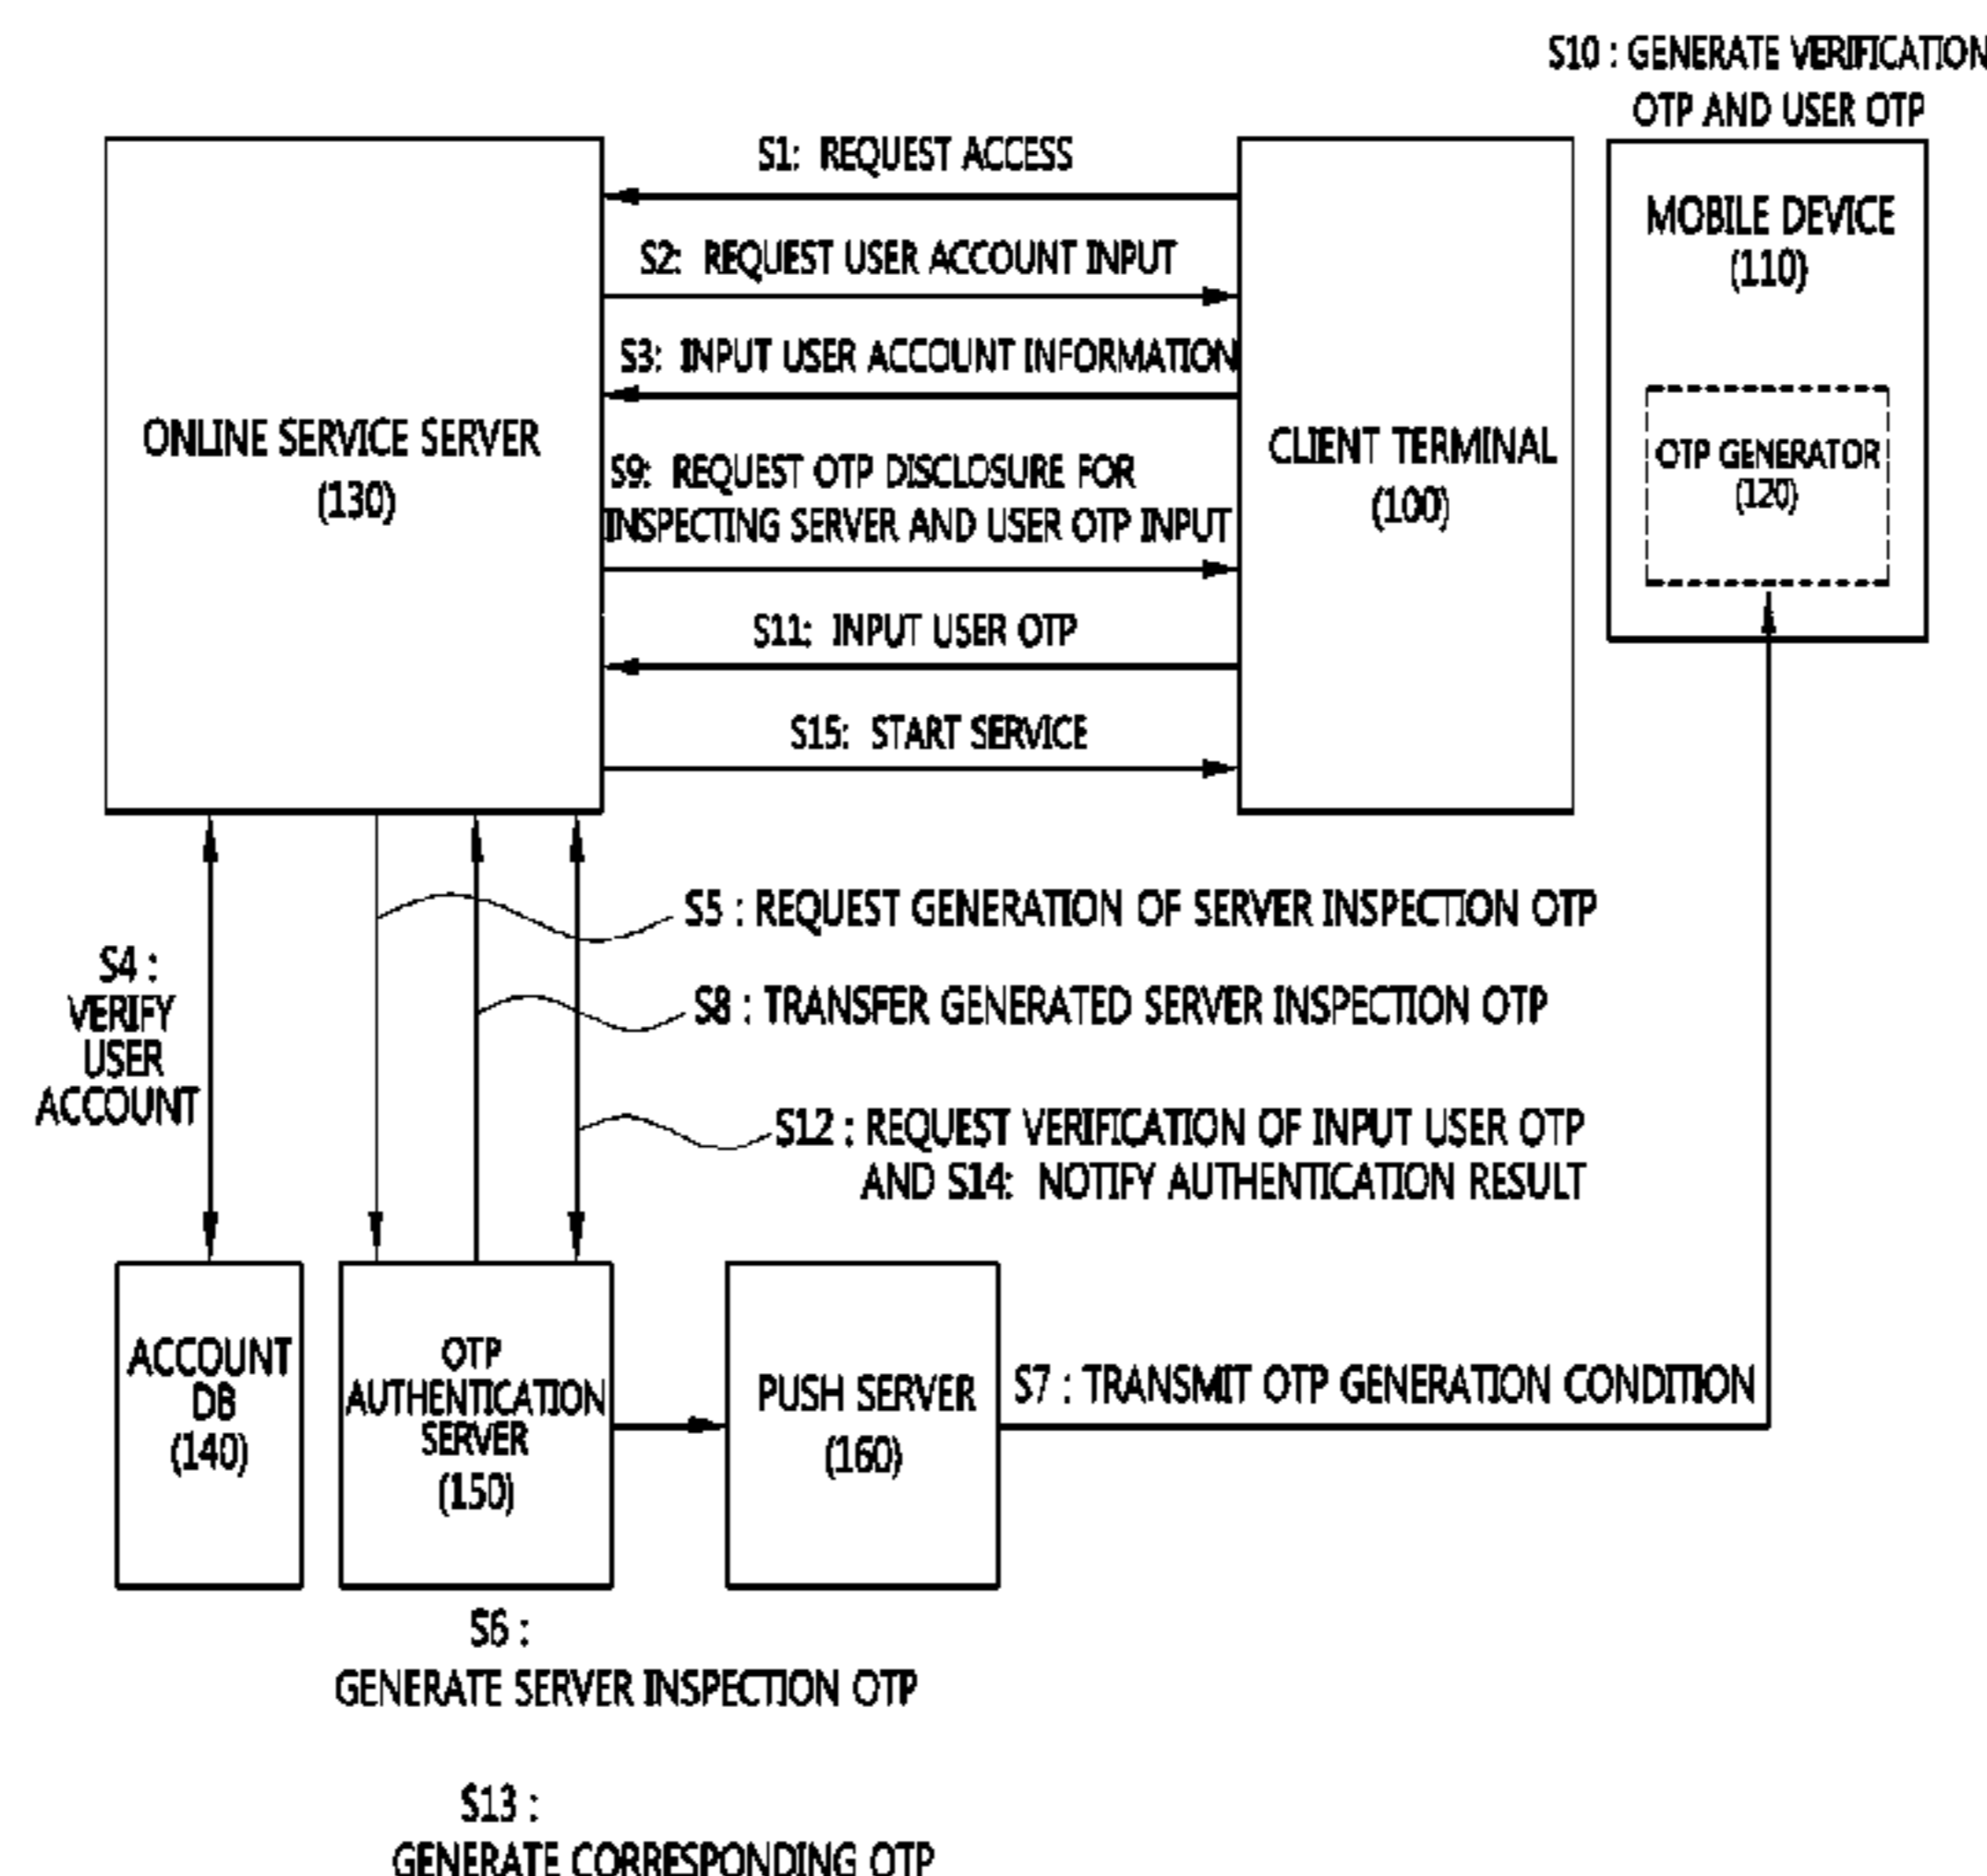 S10 : GENERATE VERIFICATION
OTP AND USER OTP
S1: REQUEST ACCESS
S2: REQUEST USER ACCOUNT INPUT
S3: INPUT USER ACCOUNT INFORMATION
S9: REQUEST OTP DISCLOSURE FOR
INSPECTING SERVER AND USER OTP INPUT
S11: INPUT USER OTP
S15: START SERVICE
ONLINE SERVICE SERVER
(130)
CLIENT TERMINAL
(100)
MOBILE DEVICE
(110)
OTP GENERATOR
(120)
S4 :
VERIFY
USER
ACCOUNT
S5 : REQUEST GENERATION OF SERVER INSPECTION OTP
S8 : TRANSFER GENERATED SERVER INSPECTION OTP
S12 : REQUEST VERIFICATION OF INPUT USER OTP
AND S14: NOTIFY AUTHENTICATION RESULT
ACCOUNT
DB
(140)
OTP
AUTHENTICATION
SERVER
(150)
PUSH SERVER
(160)
S7 : TRANSMIT OTP GENERATION CONDITION
S6 :
GENERATE SERVER INSPECTION OTP
S13 :
GENERATE CORRESPONDING OTP